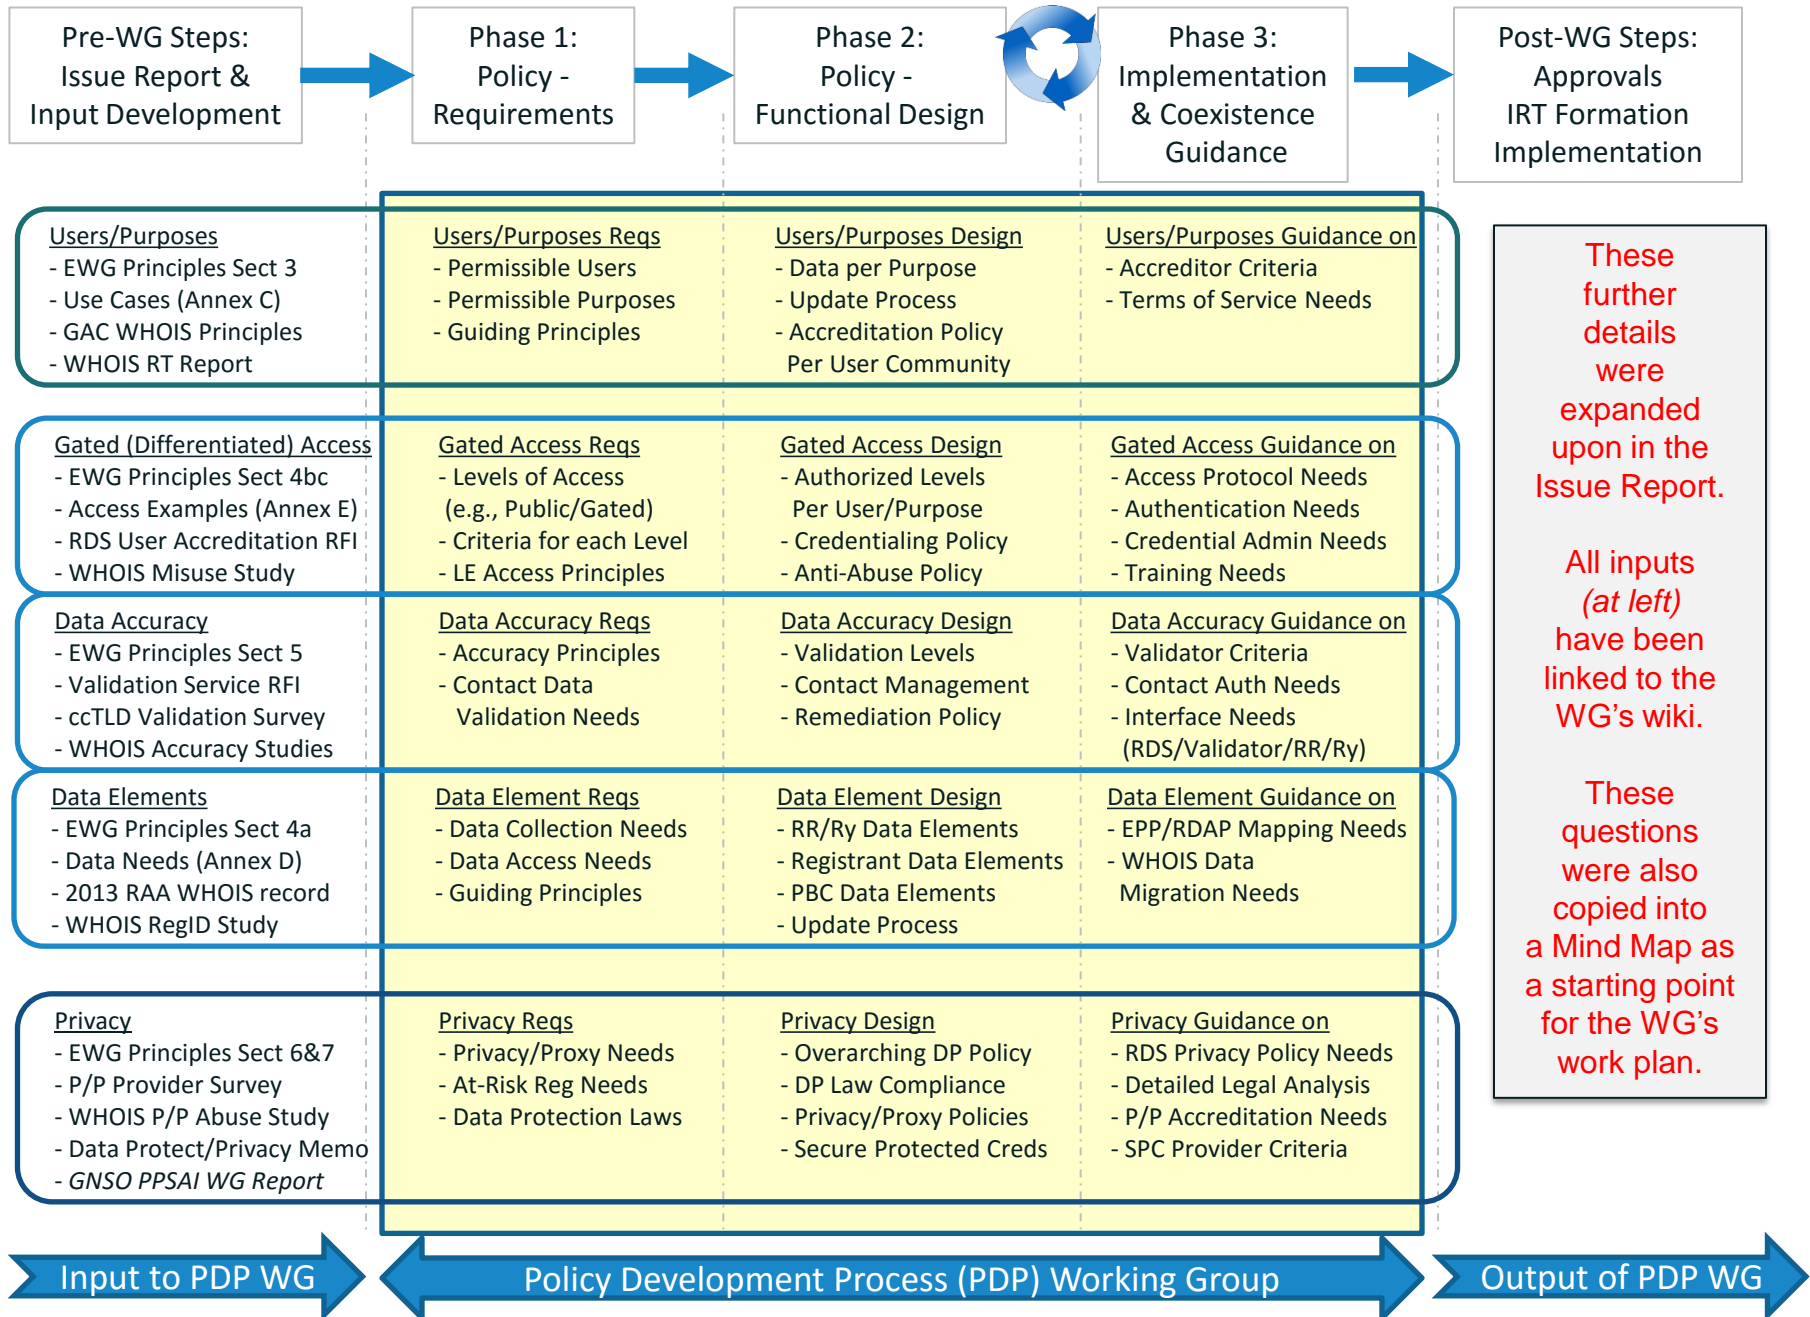 Pre-WG Steps:
Issue Report &
Input Development
Phase 1:
Policy -
Requirements
Phase 2:
Policy -
Functional Design
Phase 3:
Implementation
& Coexistence
Guidance
Post-WG Steps:
Approvals
IRT Formation
Implementation
Users/Purposes
- EWG Principles Sect 3
- Use Cases (Annex C)
- GAC WHOIS Principles
- WHOIS RT Report
Users/Purposes Reqs
- Permissible Users
- Permissible Purposes
- Guiding Principles
Users/Purposes Design
- Data per Purpose
- Update Process
- Accreditation Policy
Per User Community
Users/Purposes Guidance on
- Accreditor Criteria
- Terms of Service Needs
Gated (Differentiated) Access
- EWG Principles Sect 4bc
- Access Examples (Annex E)
- RDS User Accreditation RFI
- WHOIS Misuse Study
Gated Access Reqs
- Levels of Access
(e.g., Public/Gated)
- Criteria for each Level
- LE Access Principles
Gated Access Design
- Authorized Levels
Per User/Purpose
- Credentialing Policy
- Anti-Abuse Policy
Gated Access Guidance on
- Access Protocol Needs
- Authentication Needs
- Credential Admin Needs
- Training Needs
Data Accuracy
- EWG Principles Sect 5
- Validation Service RFI
- ccTLD Validation Survey
- WHOIS Accuracy Studies
Data Accuracy Reqs
- Accuracy Principles
- Contact Data
Validation Needs
Data Accuracy Design
- Validation Levels
- Contact Management
- Remediation Policy
Data Accuracy Guidance on
- Validator Criteria
- Contact Auth Needs
- Interface Needs
(RDS/Validator/RR/Ry)
Data Elements
- EWG Principles Sect 4a
- Data Needs (Annex D)
- 2013 RAA WHOIS record
- WHOIS RegID Study
Data Element Reqs
- Data Collection Needs
- Data Access Needs
- Guiding Principles
Data Element Design
- RR/Ry Data Elements
- Registrant Data Elements
- PBC Data Elements
- Update Process
Data Element Guidance on
- EPP/RDAP Mapping Needs
- WHOIS Data
Migration Needs
Privacy
- EWG Principles Sect 6&7
- P/P Provider Survey
- WHOIS P/P Abuse Study
- Data Protect/Privacy Memo
- GNSO PPSAI WG Report
Privacy Reqs
- Privacy/Proxy Needs
- At-Risk Reg Needs
- Data Protection Laws
Privacy Design
- Overarching DP Policy
- DP Law Compliance
- Privacy/Proxy Policies
- Secure Protected Creds
Privacy Guidance on
- RDS Privacy Policy Needs
- Detailed Legal Analysis
- P/P Accreditation Needs
- SPC Provider Criteria
These
further
details
were
expanded
upon in the
Issue Report.
All inputs
(at left)
have been
linked to the
WG's wiki.
These
questions
were also
copied into
a Mind Map as
a starting point
for the WG's
work plan.
Input to PDP WG
Policy Development Process (PDP) Working Group
Output of PDP WG